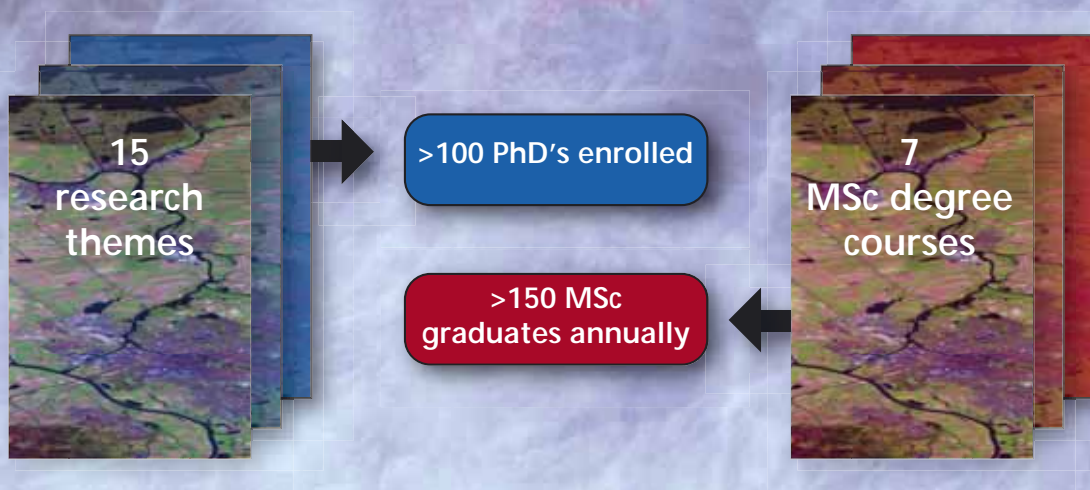 15
research
themes
>100 PhD's enrolled
>150 MSc
graduates annually
7
MSc degree
courses